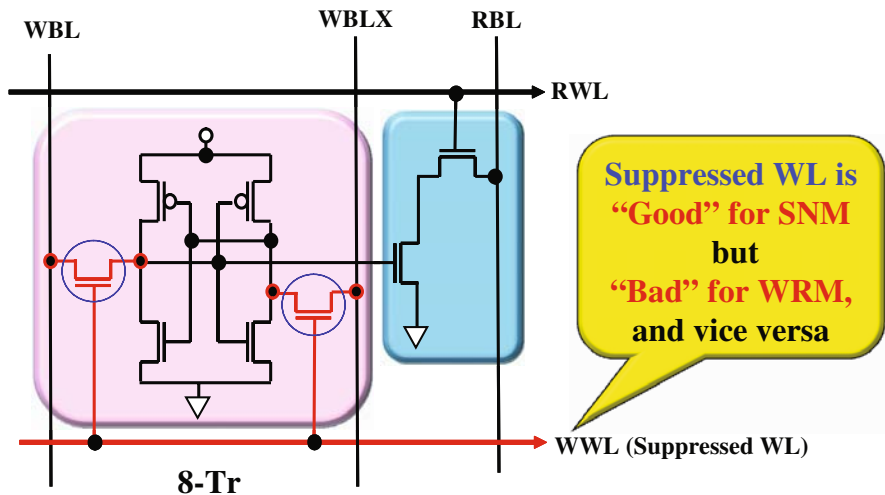 WBL
WBLX
RBL
RWL
Suppressed WL is
“Good” for SNM
but
“Bad” for WRM,
and vice versa
WWL (Suppressed WL)
8-Tr